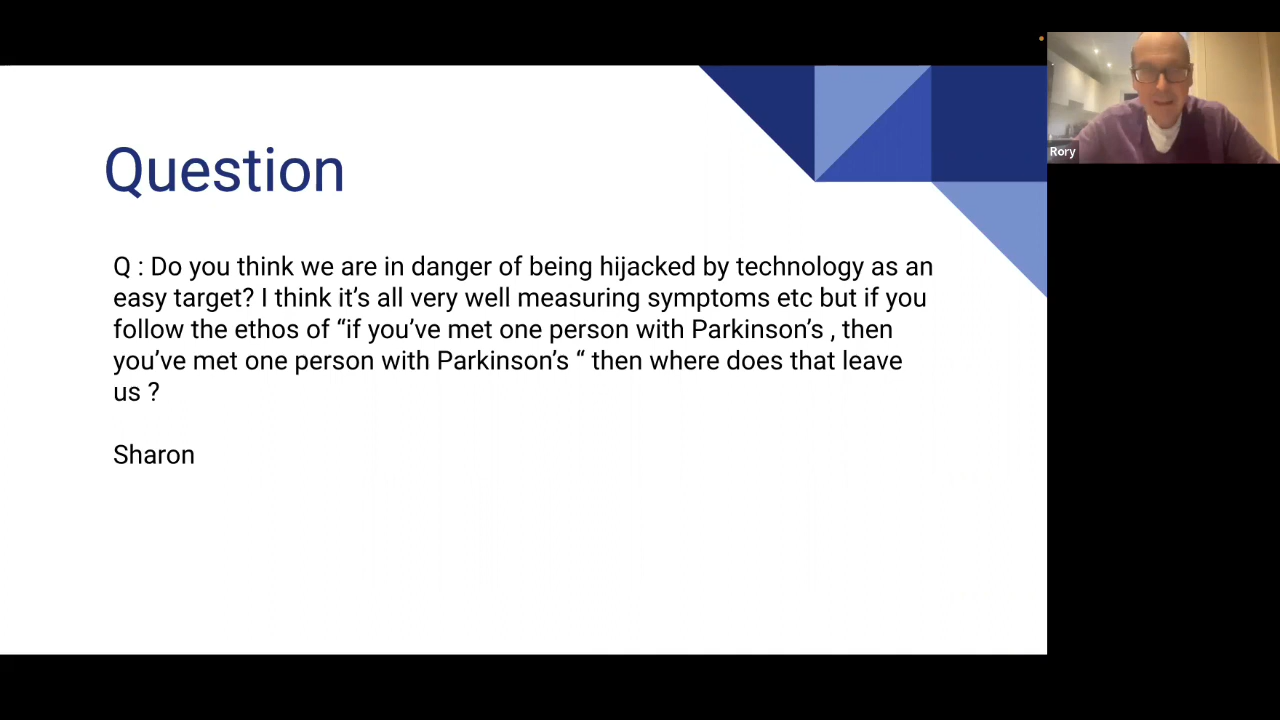 Question
Q : Do you think we are in danger of being hijacked by technology as an
easy target? I think it’s all very well measuring symptoms etc but if you
follow the ethos of “if you’ve met one person with Parkinson’s , then
you’ve met one person with Parkinson’s “ then where does that leave
us ?
Sharon
Rory